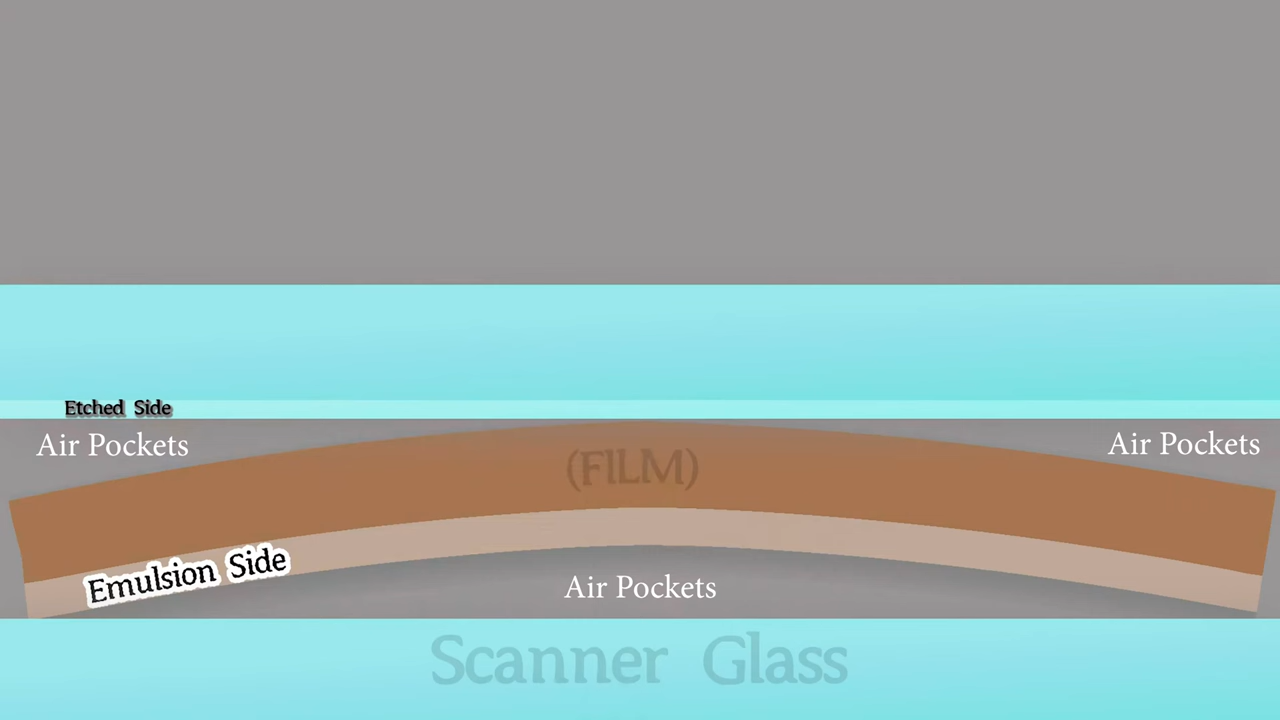 Etched Side
Air Pockets
Air Pockets
(FILM)
Emulsion Side
Air Pockets
Scanner Glass